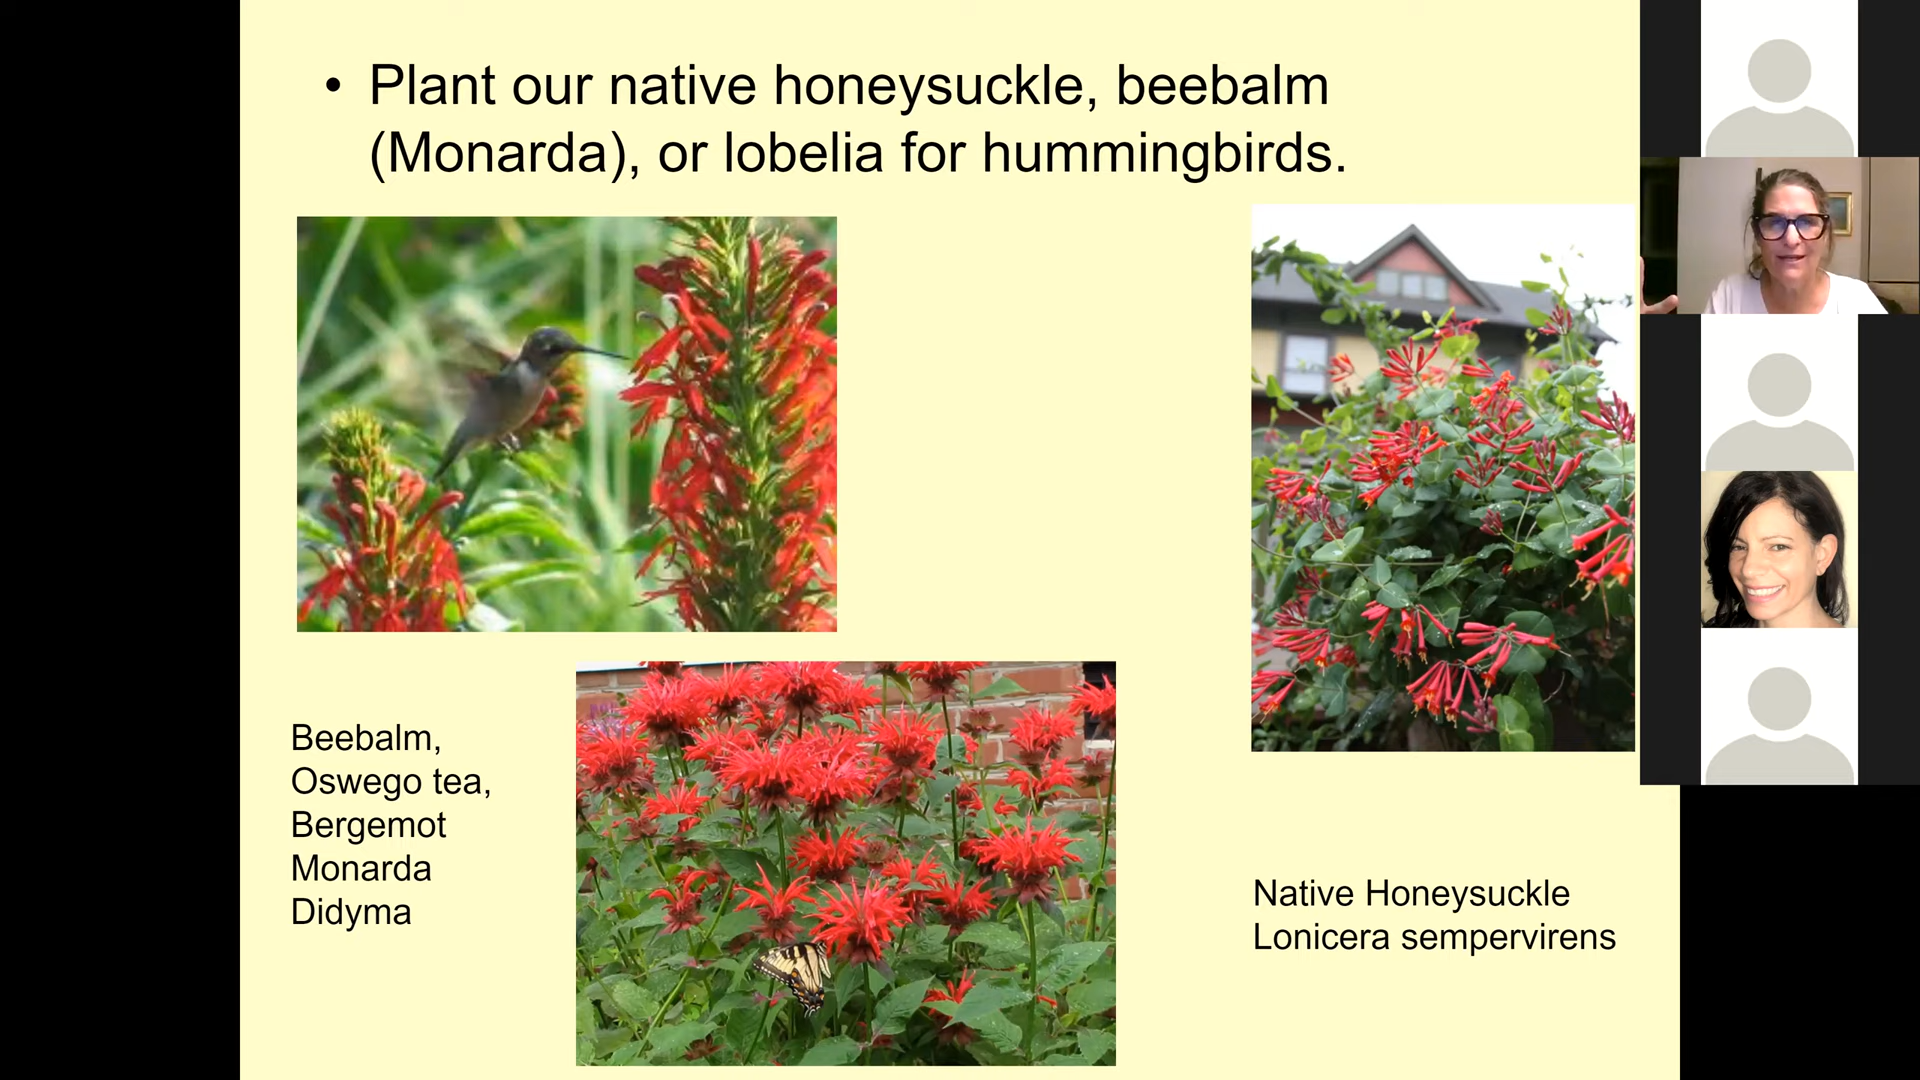 • Plant our native honeysuckle, beebalm
(Monarda), or lobelia for hummingbirds.
Beebalm,
Oswego tea,
Bergemot
Monarda
Didyma
Native Honeysuckle
Lonicera sempervirens